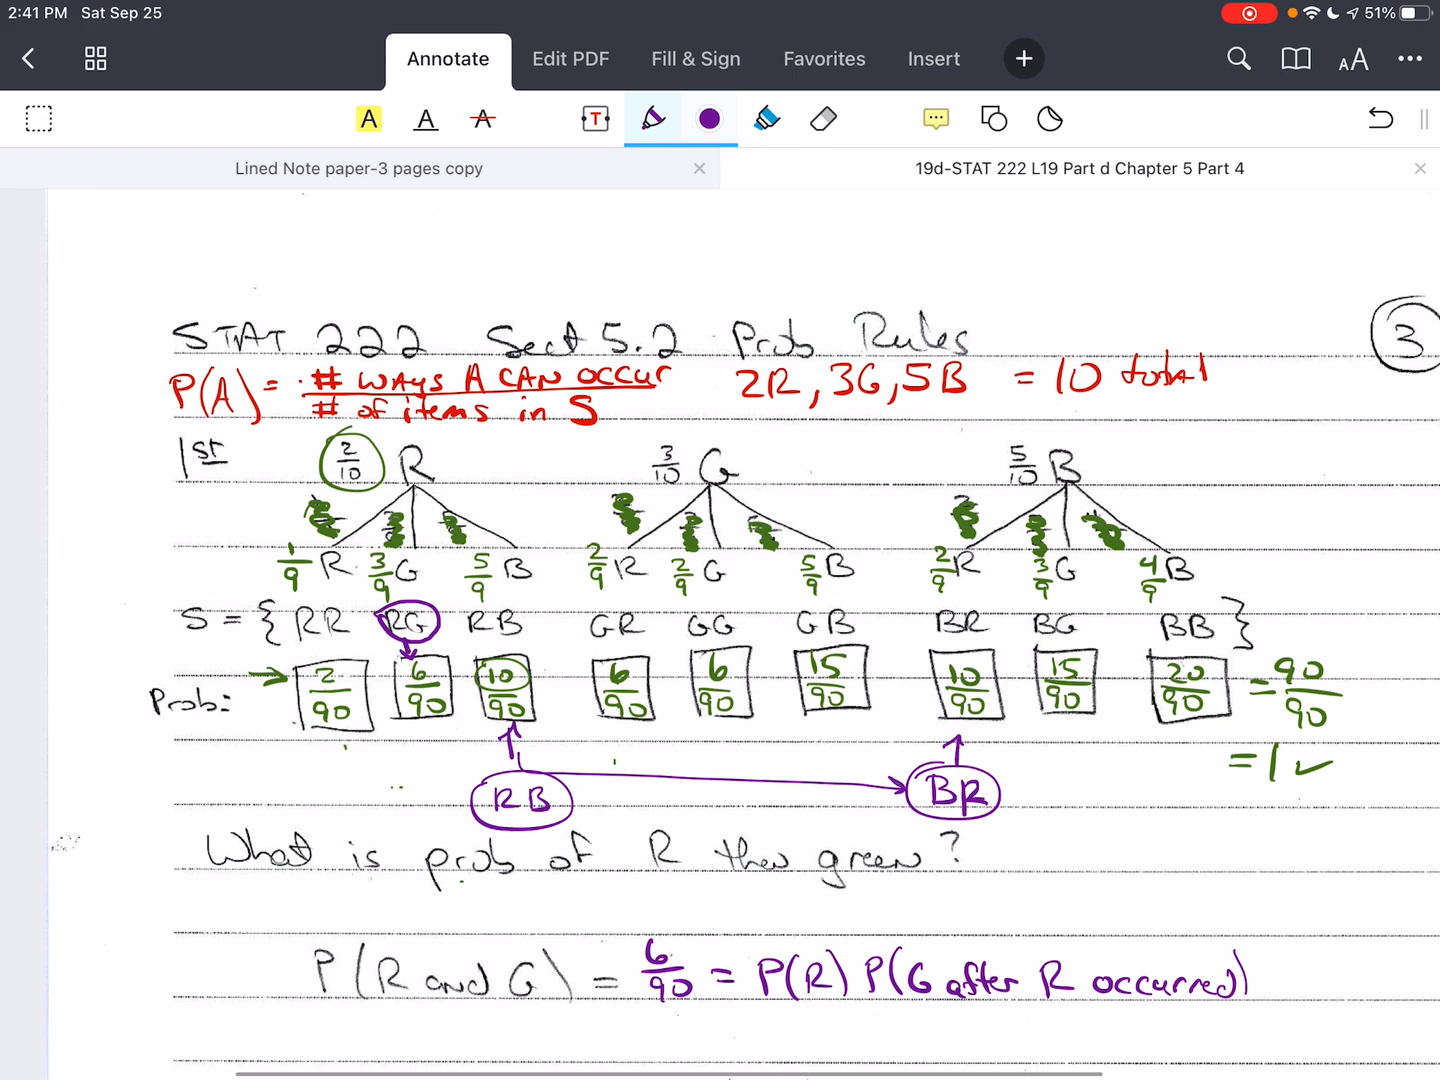 2:41 PM Sat Sep 25
51%
Annotate Edit PDF Fill & Sign Favorites Insert
A A A T AA
Lined Note paper-3 pages copy
19d-STAT 222 L19 Part d Chapter 5 Part 4
STAT 222 Sect 5.2 Prob Rules
3
P(A) = # ways A CAN occur / # of items in S 2R, 3G, 5B = 10 total
1st 2/10 R 3/10 G 5/10 B
1/9 R 3/9 G 5/9 B 2/9 R 2/9 G 5/9 B 2/9 R 3/9 G 4/9 B
S = { RR RG RB GR GG GB BR BG BB }
Prob: 2/90 6/90 10/90 6/90 6/90 15/90 10/90 15/90 20/90 = 90/90
= 1 ✓
RB BR
What is prob of R then green?
P(R and G) = 6/90 = P(R) P(G after R occurred)